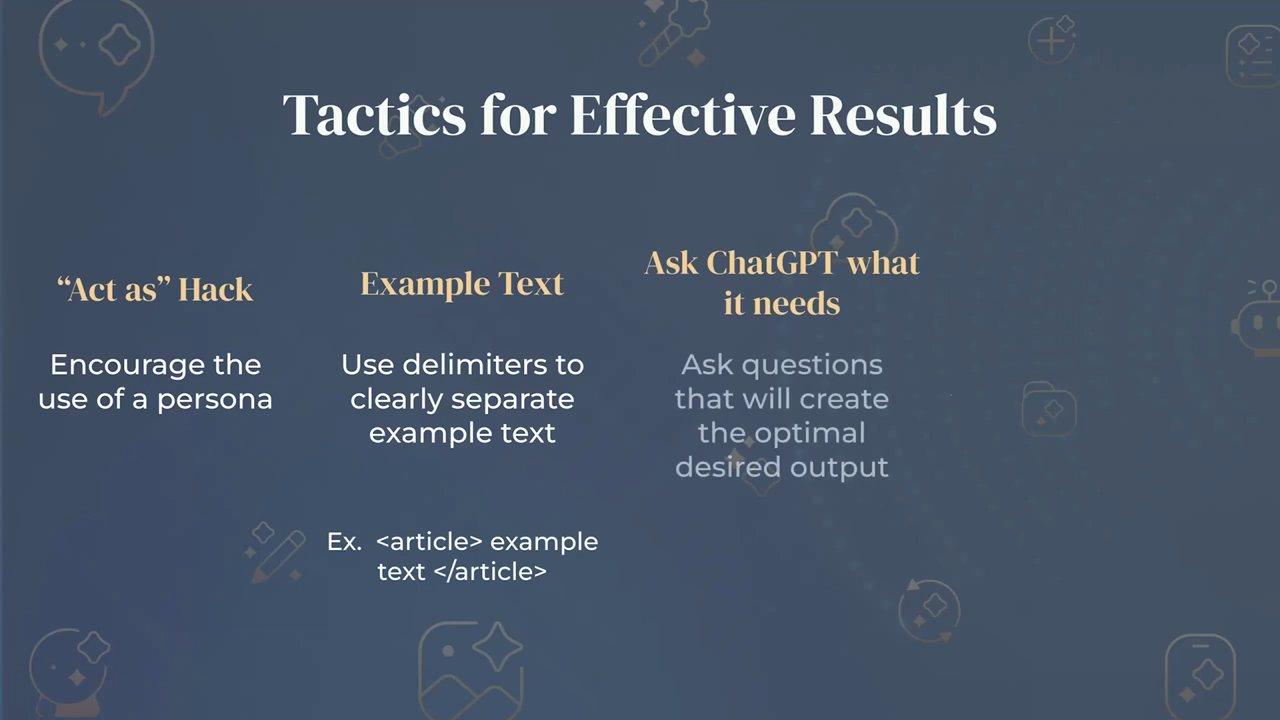 Tactics for Effective Results
“Act as” Hack
Encourage the
use of a persona
Example Text
Use delimiters to
clearly separate
example text
Ex. <article> example
text </article>
Ask ChatGPT what
it needs
Ask questions
that will create
the optimal
desired output